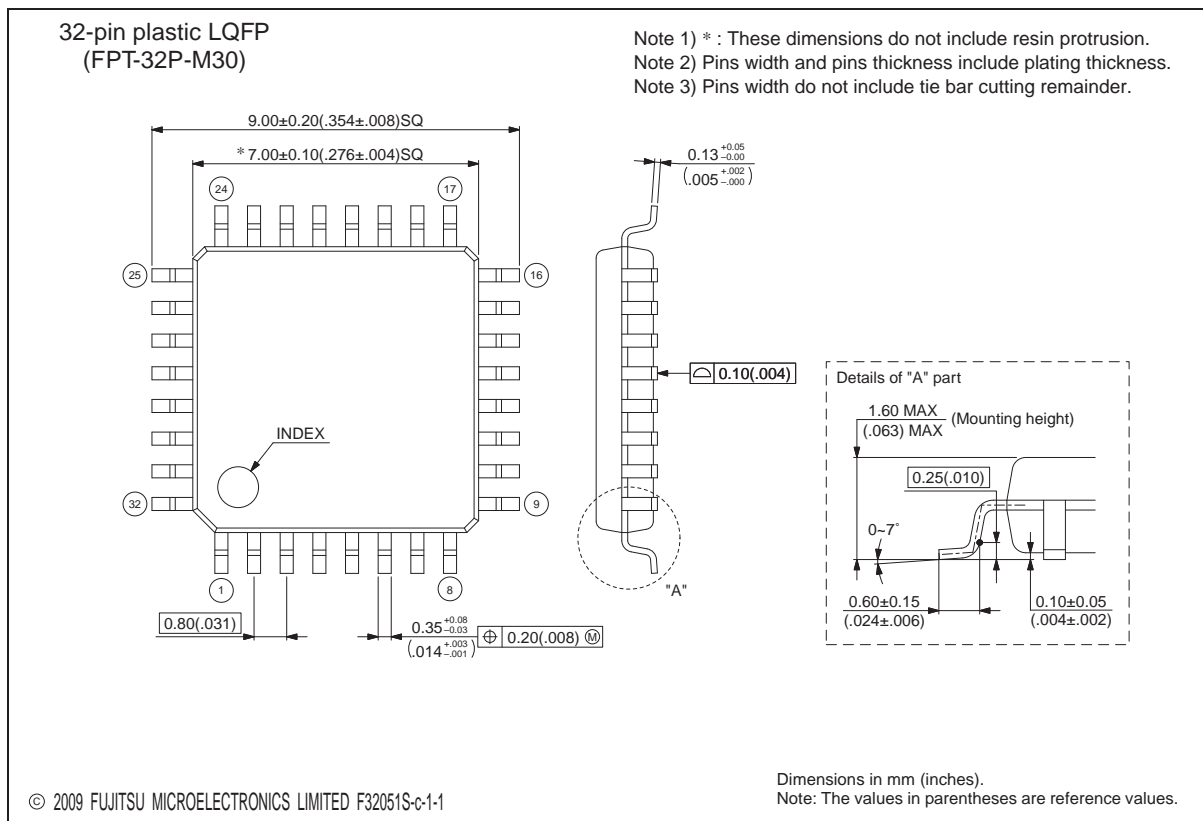 32-pin plastic LQFP
(FPT-32P-M30)
Note 1) * : These dimensions do not include resin protrusion.
Note 2) Pins width and pins thickness include plating thickness.
Note 3) Pins width do not include tie bar cutting remainder.
9.00±0.20(.354±.008)SQ
*7.00±0.10(.276±.004)SQ
0.13 +0.05 -0.00
(.005 +.002 -.000)
24
17
25
16
0.10(.004)
Details of "A" part
1.60 MAX
(.063) MAX
(Mounting height)
INDEX
0.25(.010)
32
9
0~7°
1
8
"A"
0.80(.031)
0.35 +0.08 -0.03
(.014 +.003 -.001)
⌖ 0.20(.008) Ⓜ
0.60±0.15
(.024±.006)
0.10±0.05
(.004±.002)
© 2009 FUJITSU MICROELECTRONICS LIMITED F32051S-c-1-1
Dimensions in mm (inches).
Note: The values in parentheses are reference values.